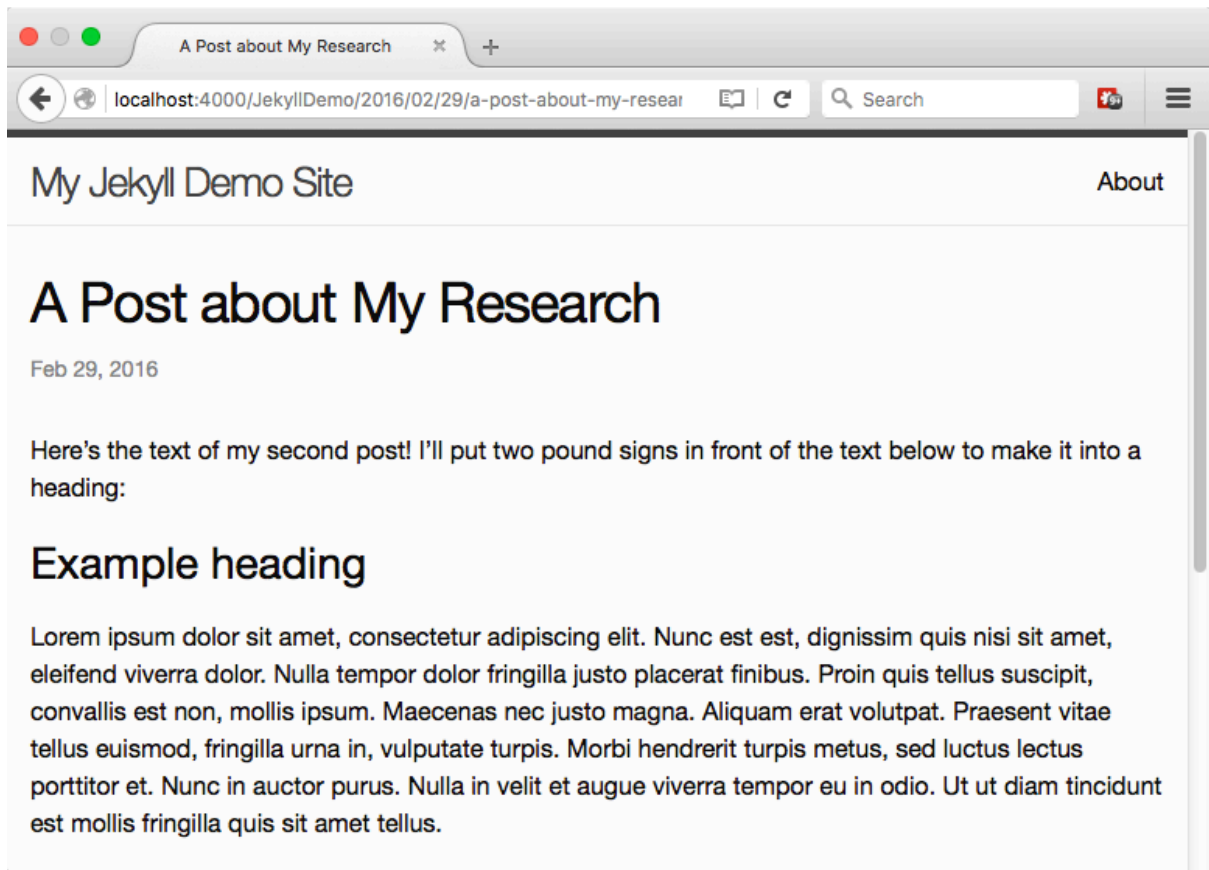 A Post about My Research
localhost:4000/JekyllDemo/2016/02/29/a-post-about-my-resear
Search
My Jekyll Demo Site
About
A Post about My Research
Feb 29, 2016
Here’s the text of my second post! I’ll put two pound signs in front of the text below to make it into a
heading:
Example heading
Lorem ipsum dolor sit amet, consectetur adipiscing elit. Nunc est est, dignissim quis nisi sit amet,
eleifend viverra dolor. Nulla tempor dolor fringilla justo placerat finibus. Proin quis tellus suscipit,
convallis est non, mollis ipsum. Maecenas nec justo magna. Aliquam erat volutpat. Praesent vitae
tellus euismod, fringilla urna in, vulputate turpis. Morbi hendrerit turpis metus, sed luctus lectus
porttitor et. Nunc in auctor purus. Nulla in velit et augue viverra tempor eu in odio. Ut ut diam tincidunt
est mollis fringilla quis sit amet tellus.